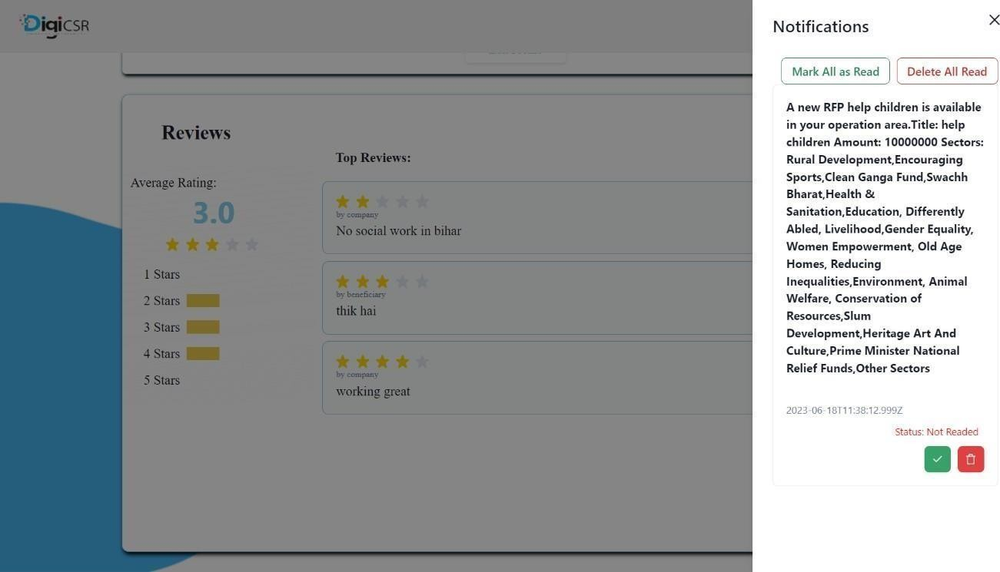 DigiCSR
Notifications
Mark All as Read
Delete All Read
A new RFP help children is available
in your operation area.Title: help
children Amount: 10000000 Sectors:
Rural Development,Encouraging
Sports,Clean Ganga Fund,Swachh
Bharat,Health &
Sanitation,Education, Differently
Abled, Livelihood,Gender Equality,
Women Empowerment, Old Age
Homes, Reducing
Inequalities,Environment, Animal
Welfare, Conservation of
Resources,Slum
Development,Heritage Art And
Culture,Prime Minister National
Relief Funds,Other Sectors
2023-06-18T11:38:12.999Z
Status: Not Readed
Reviews
Average Rating:
3.0
1 Stars
2 Stars
3 Stars
4 Stars
5 Stars
Top Reviews:
by company
No social work in bihar
by beneficiary
thik hai
by company
working great